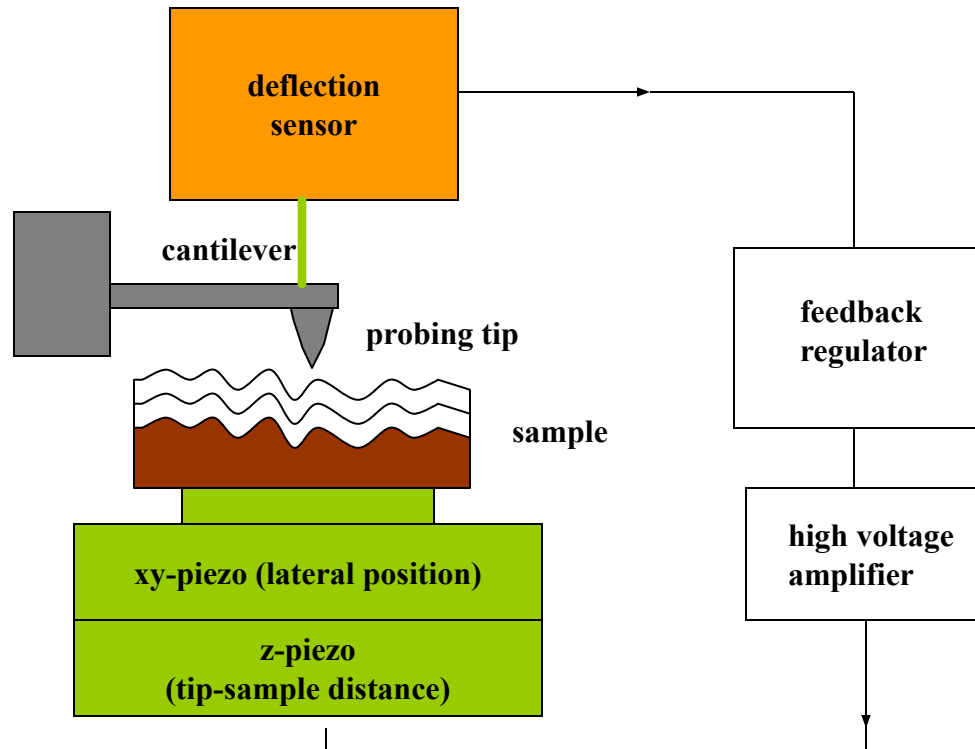 deflection
sensor
cantilever
probing tip
feedback
regulator
sample
high voltage
amplifier
xy-piezo (lateral position)
z-piezo
(tip-sample distance)